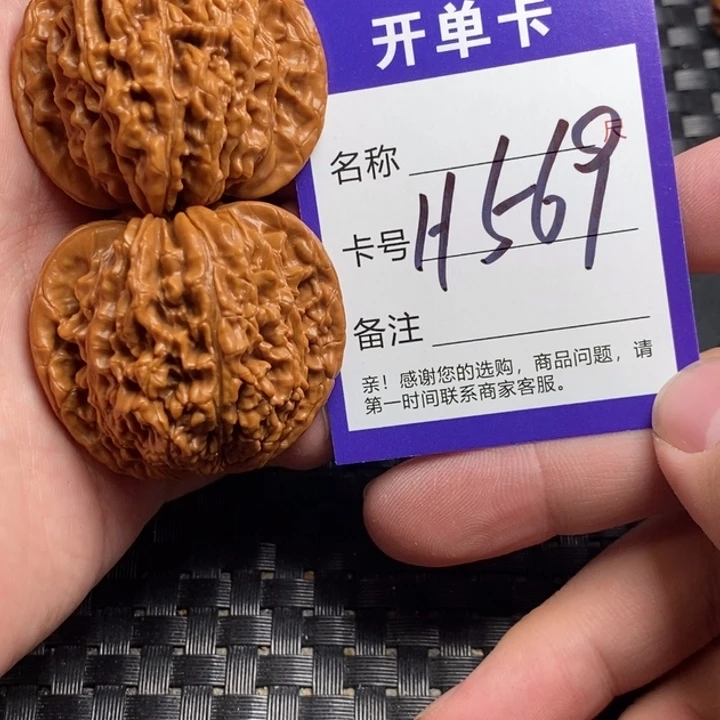 开单卡
名称
卡号 H569
备注
亲！感谢您的选购，商品问题，请
第一时间联系商家客服。